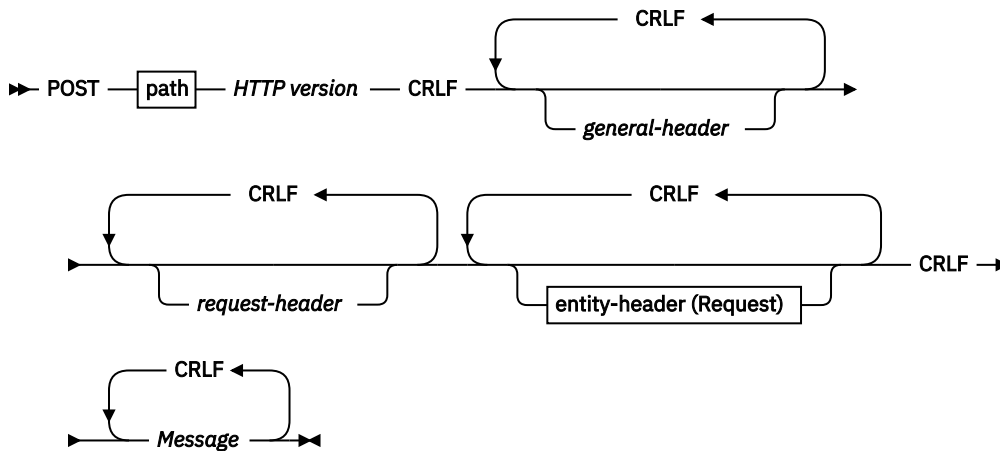 CRLF
POST path HTTP version CRLF
general-header
CRLF CRLF
CRLF
request-header entity-header (Request)
CRLF
Message